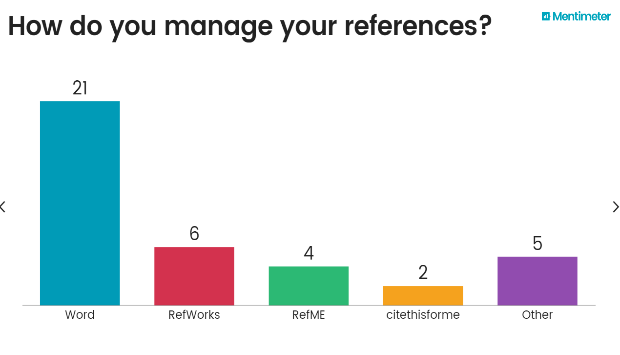 How do you manage your references?
Mentimeter
21
6
4
2
5
Word
RefWorks
RefME
citethisforme
Other